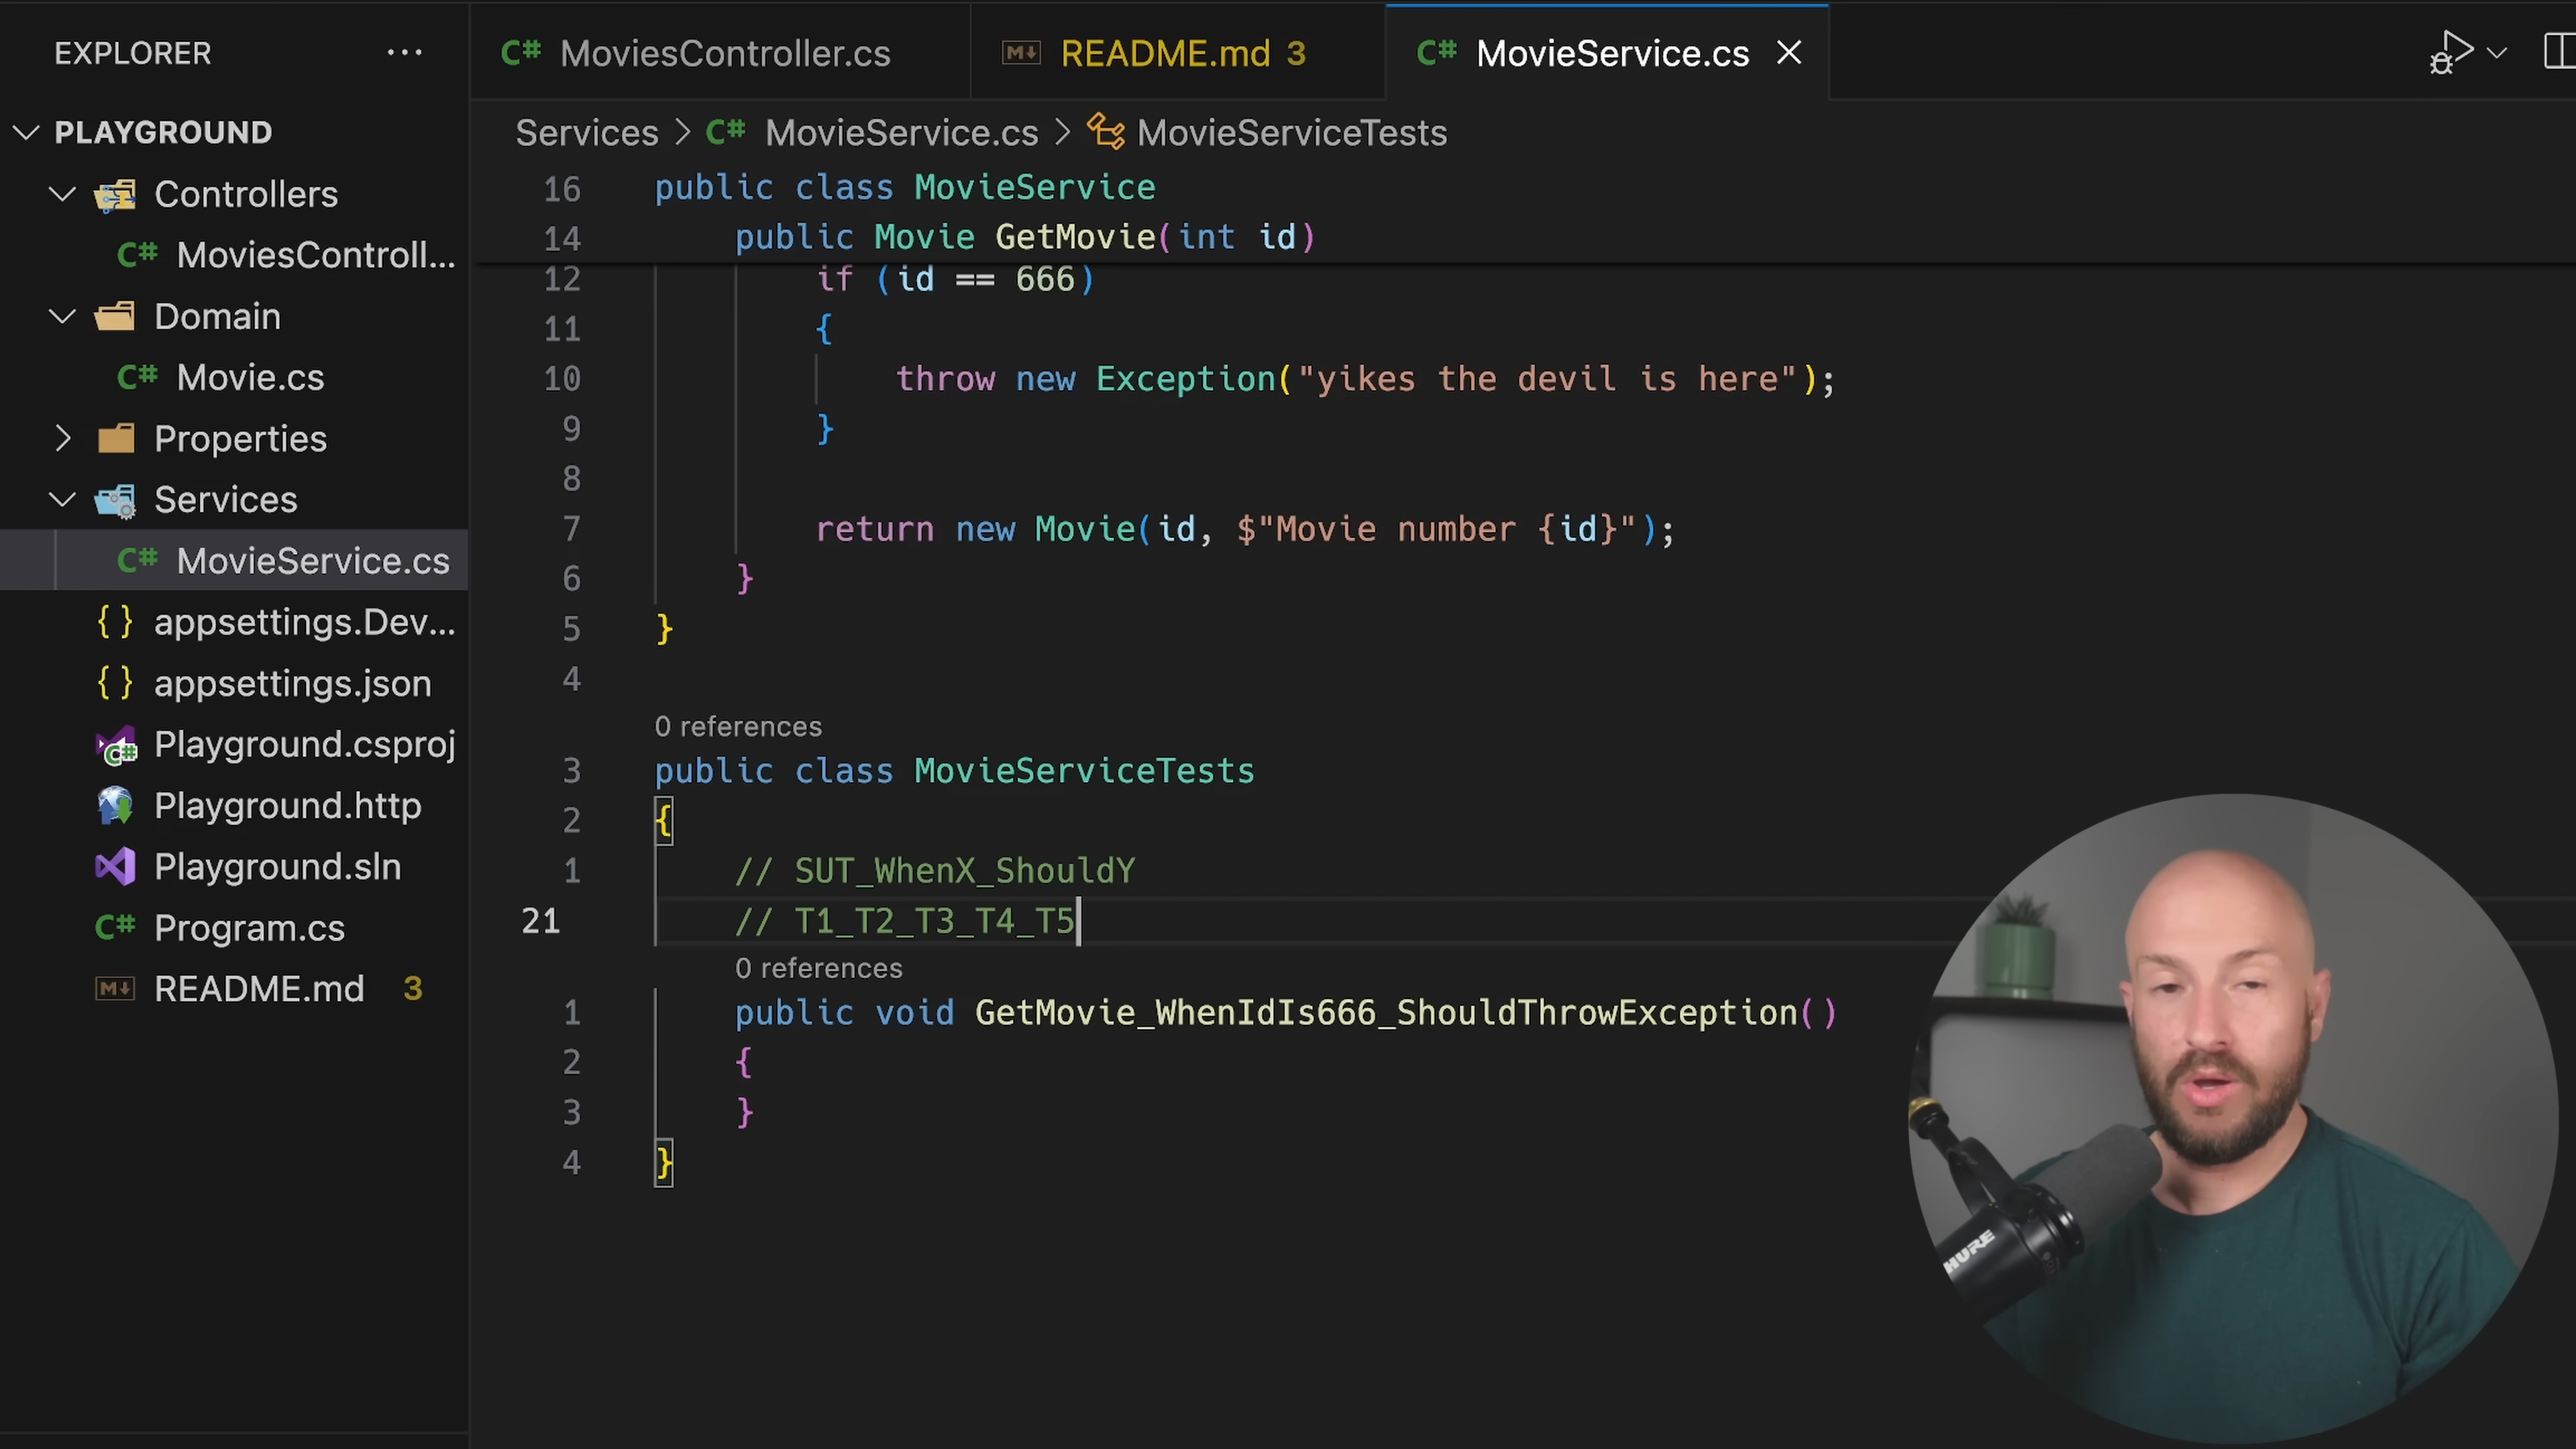 EXPLORER
PLAYGROUND
Controllers
MoviesControll...
Domain
Movie.cs
Properties
Services
MovieService.cs
appsettings.Dev...
appsettings.json
Playground.csproj
Playground.http
Playground.sln
Program.cs
README.md 3
MoviesController.cs
README.md 3
MovieService.cs
Services > MovieService.cs > MovieServiceTests
16 public class MovieService
14 public Movie GetMovie(int id)
12 if (id == 666)
11 {
10 throw new Exception("yikes the devil is here");
9 }
8
7 return new Movie(id, $"Movie number {id}");
6 }
5 }
4
0 references
3 public class MovieServiceTests
2 {
1 // SUT_WhenX_ShouldY
21 // T1_T2_T3_T4_T5
0 references
1 public void GetMovie_WhenIdIs666_ShouldThrowException()
2 {
3 }
4 }
SHURE